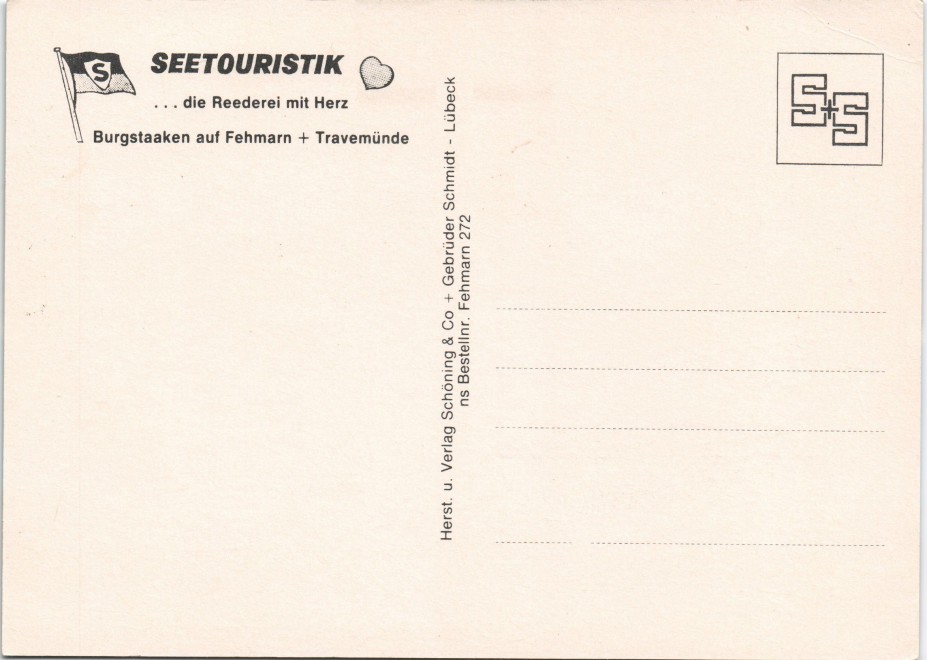 S
SEETOURISTIK
... die Reederei mit Herz
Burgstaaken auf Fehmarn + Travemünde
Herst. u. Verlag Schöning & Co + Gebrüder Schmidt - Lübeck
ns Bestellnr. Fehmarn 272
S+S